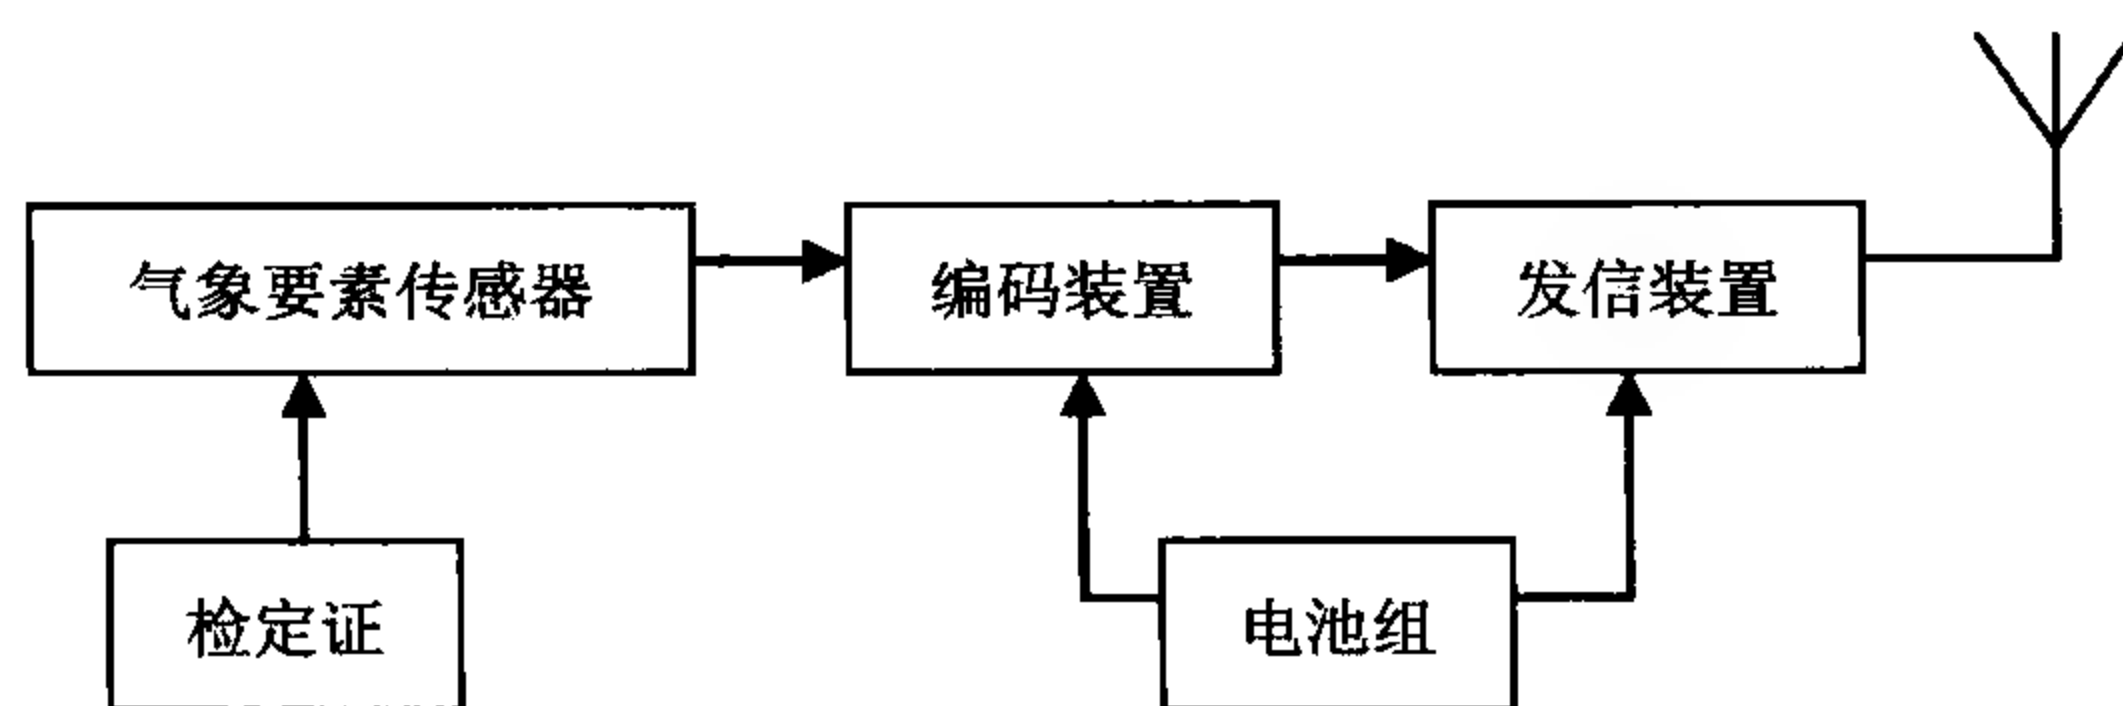 气象要素传感器
编码装置
发信装置
检定证
电池组